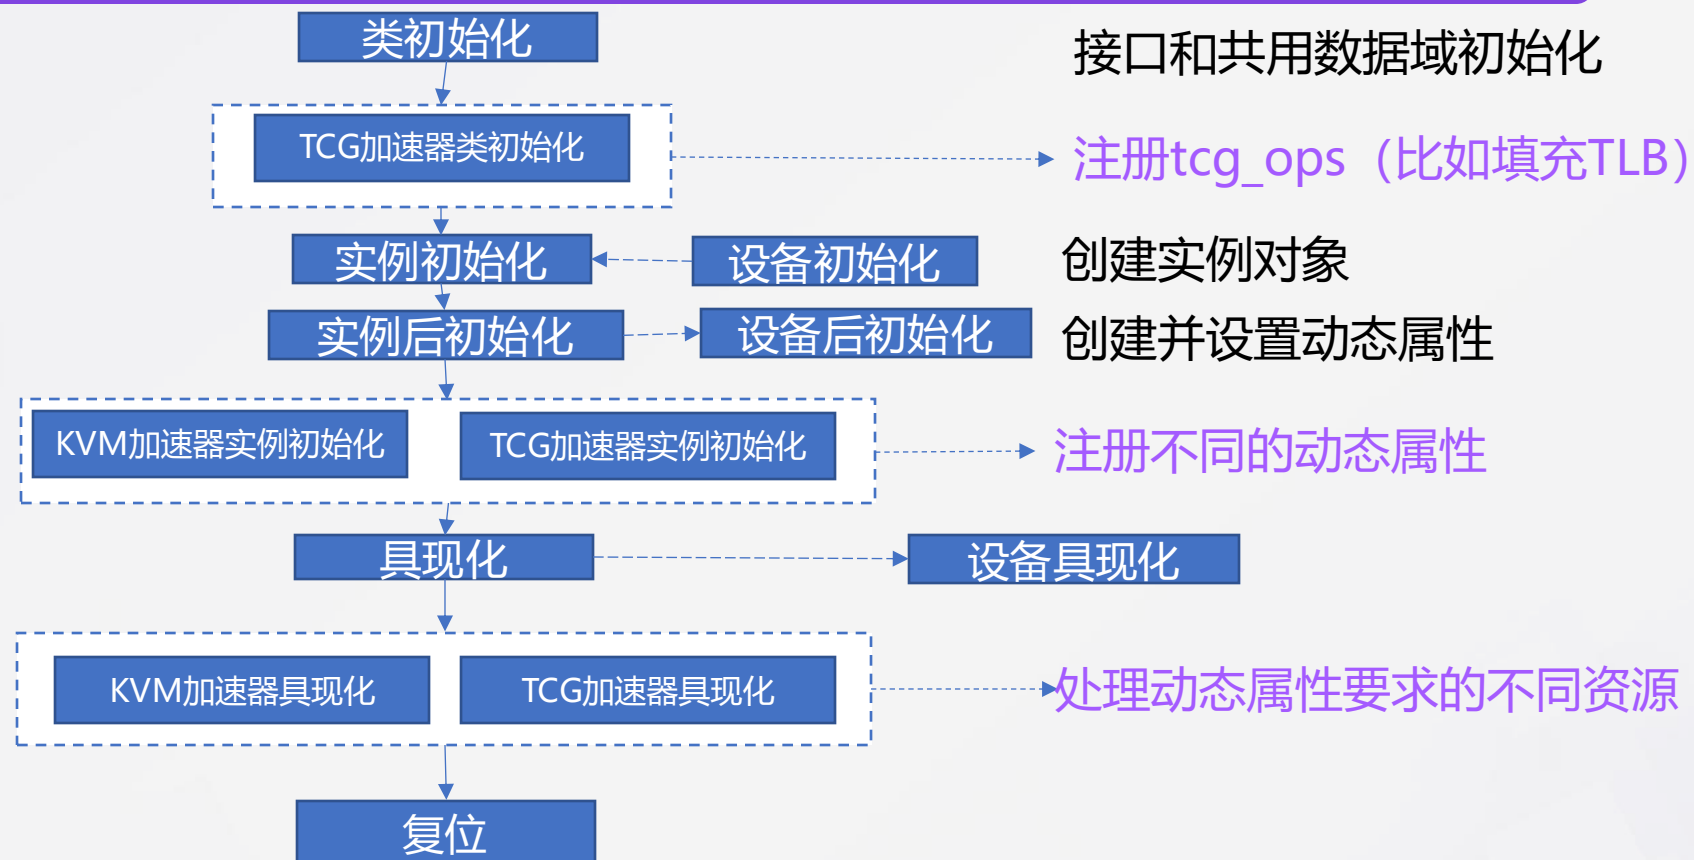 类初始化
接口和共用数据域初始化
TCG加速器类初始化
注册tcg_ops（比如填充TLB）
实例初始化
设备初始化
创建实例对象
实例后初始化
设备后初始化
创建并设置动态属性
KVM加速器实例初始化
TCG加速器实例初始化
注册不同的动态属性
具现化
设备具现化
KVM加速器具现化
TCG加速器具现化
处理动态属性要求的不同资源
复位